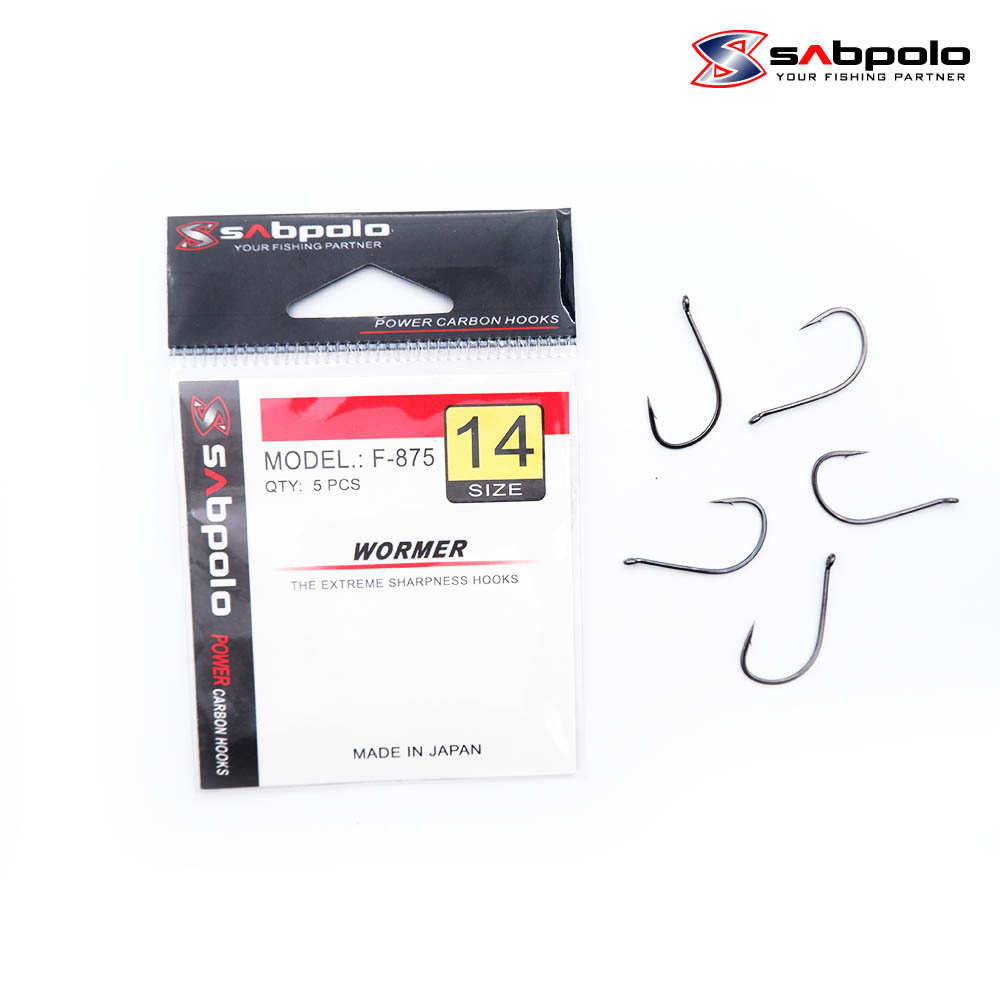 sAbpolo
YOUR FISHING PARTNER
sAbpolo
YOUR FISHING PARTNER
POWER CARBON HOOKS
MODEL.: F-875
QTY: 5 PCS
14
SIZE
WORMER
THE EXTREME SHARPNESS HOOKS
MADE IN JAPAN
sAbpolo
POWER CARBON HOOKS